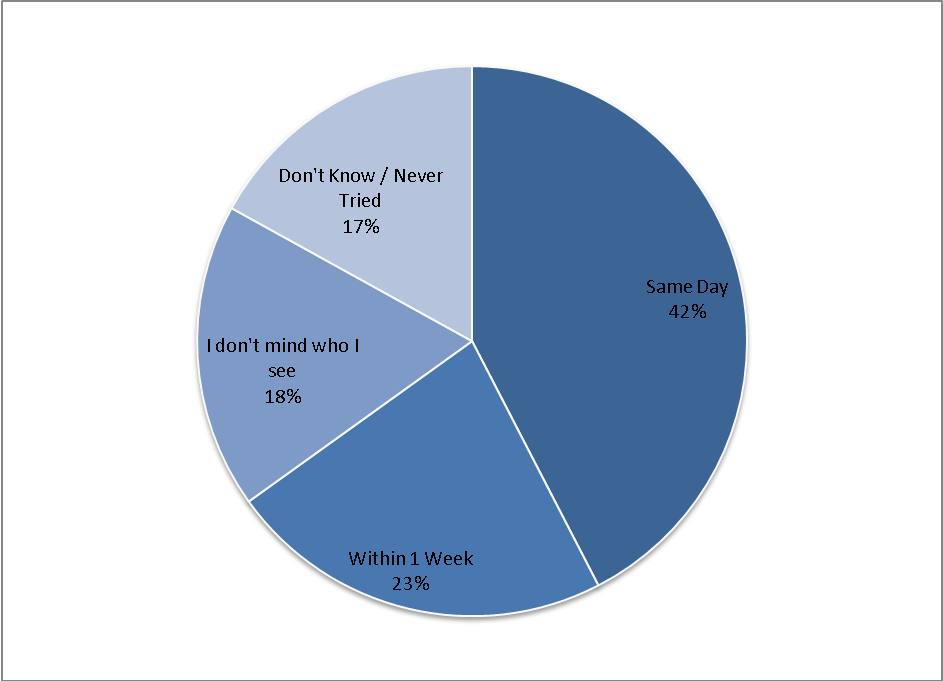 Don't Know / Never
Tried
17%
Same Day
42%
I don't mind who I
see
18%
Within 1 Week
23%